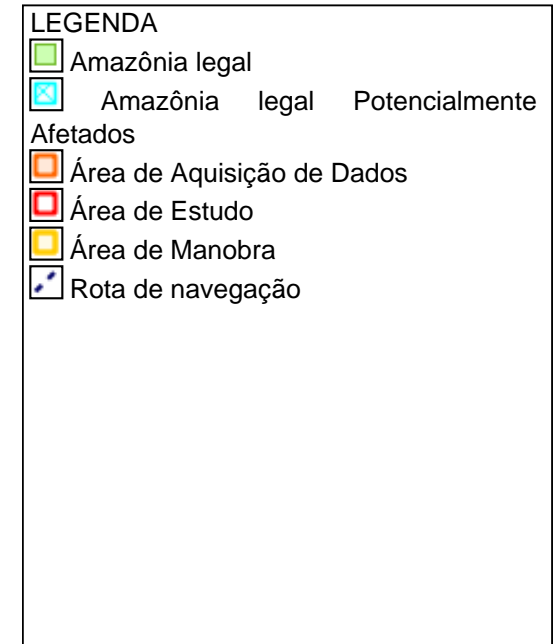 LEGENDA
Amazônia legal
Amazônia legal Potencialmente
Afetados
Área de Aquisição de Dados
Área de Estudo
Área de Manobra
Rota de navegação